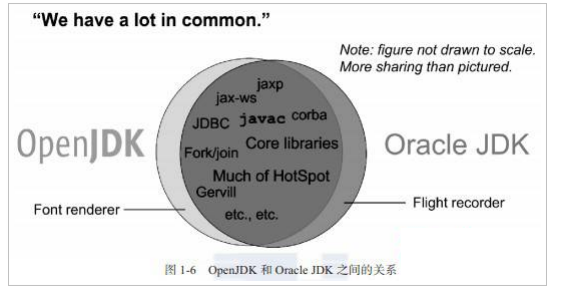 “We have a lot in common.”
Note: figure not drawn to scale.
More sharing than pictured.
jaxp
jax-ws
JDBC javac corba
OpenJDK
Fork/join Core libraries
Oracle JDK
Much of HotSpot
Gervill
Font renderer
Flight recorder
etc., etc.
图 1-6 OpenJDK 和 Oracle JDK 之间的关系